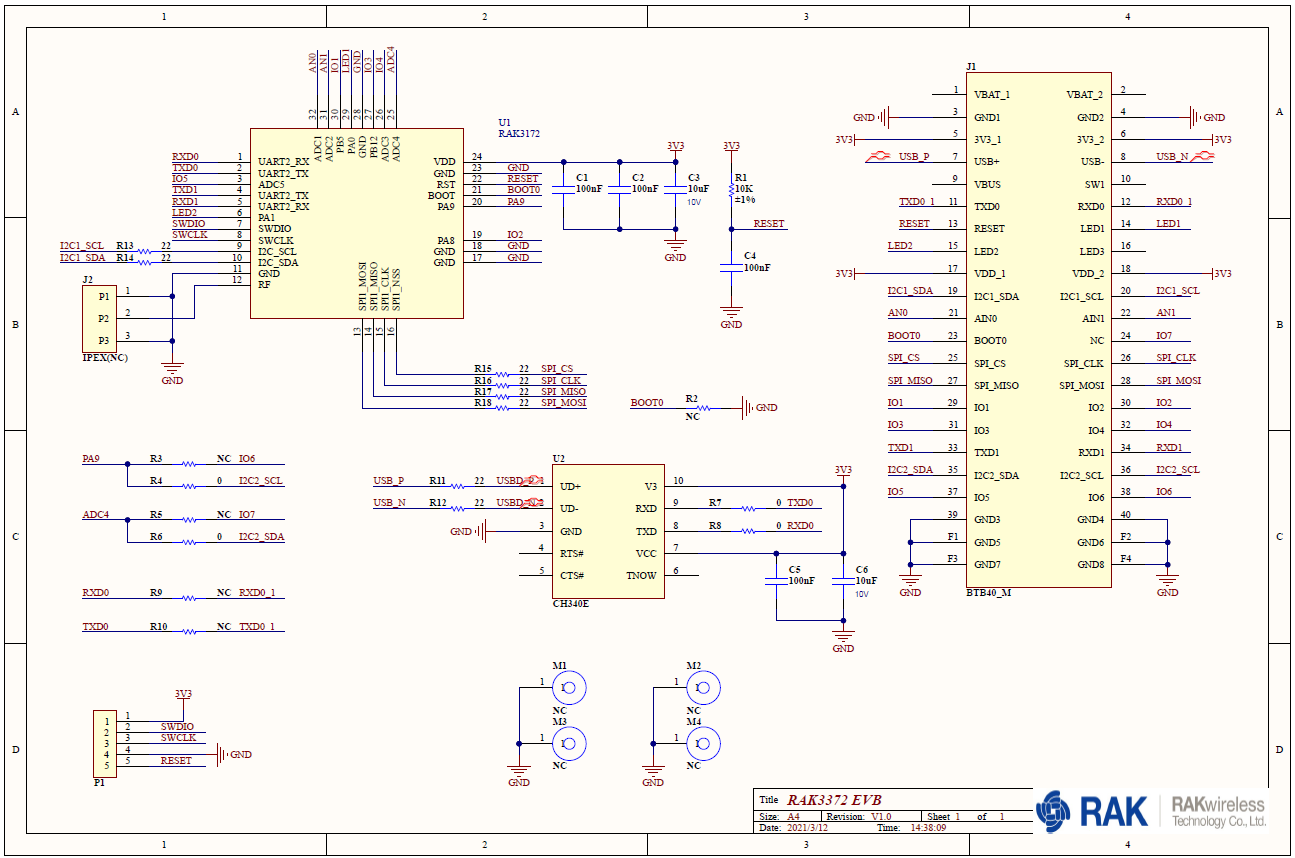 1 2 3 4
A A
B B
C C
D D
1 2 3 4
AN0
AN1
IO1
LED1
GND
IO3
IO4
ADC4
32 31 30 29 28 27 26 25
ADC1
ADC2
PB5
PA0
GND
PB12
ADC3
ADC4
U1
RAK3172
RXD0 1 UART2_RX
TXD0 2 UART2_TX
IO5 3 ADC5
TXD1 4 UART2_TX
RXD1 5 UART2_RX
LED2 6 PA1
SWDIO 7 SWDIO
SWCLK 8 SWCLK
I2C1_SCL R13 22 9 I2C_SCL
I2C1_SDA R14 22 10 I2C_SDA
11 GND
12 RF
VDD 24
GND 23 GND
RST 22 RESET
BOOT 21 BOOT0
PA9 20 PA9
PA8 19 IO2
GND 18 GND
GND 17 GND
SPI1_MOSI
SPI1_MISO
SPI1_CLK
SPI1_NSS
13 14 15 16
J2
P1 1
P2 2
P3 3
IPEX(NC)
GND
3V3
C1
100nF
C2
100nF
C3
10uF
10V
GND
3V3
R1
10K
±1%
RESET
C4
100nF
GND
R15 22 SPI_CS
R16 22 SPI_CLK
R17 22 SPI_MISO
R18 22 SPI_MOSI
BOOT0 R2 GND
NC
J1
1 VBAT_1 VBAT_2 2
GND 3 GND1 GND2 4 GND
3V3 5 3V3_1 3V3_2 6 3V3
USB_P 7 USB+ USB- 8 USB_N
9 VBUS SW1 10
TXD0_1 11 TXD0 RXD0 12 RXD0_1
RESET 13 RESET LED1 14 LED1
LED2 15 LED2 LED3 16
3V3 17 VDD_1 VDD_2 18 3V3
I2C1_SDA 19 I2C1_SDA I2C1_SCL 20 I2C1_SCL
AN0 21 AIN0 AIN1 22 AN1
BOOT0 23 BOOT0 NC 24 IO7
SPI_CS 25 SPI_CS SPI_CLK 26 SPI_CLK
SPI_MISO 27 SPI_MISO SPI_MOSI 28 SPI_MOSI
IO1 29 IO1 IO2 30 IO2
IO3 31 IO3 IO4 32 IO4
TXD1 33 TXD1 RXD1 34 RXD1
I2C2_SDA 35 I2C2_SDA I2C2_SCL 36 I2C2_SCL
IO5 37 IO5 IO6 38 IO6
39 GND3 GND4 40
F1 GND5 GND6 F2
F3 GND7 GND8 F4
GND GND
BTB40_M
PA9 R3 NC IO6
R4 0 I2C2_SCL
ADC4 R5 NC IO7
R6 0 I2C2_SDA
RXD0 R9 NC RXD0_1
TXD0 R10 NC TXD0_1
U2
USB_P R11 22 UD+
USB_N R12 22 UD-
GND 3 GND
4 RTS#
5 CTS#
CH340E
V3 10
RXD 9 R7 0 TXD0
TXD 8 R8 0 RXD0
VCC 7
TNOW 6
3V3
C5
100nF
C6
10uF
10V
GND
3V3
1 1
2 2 SWDIO
3 3 SWCLK
4 4 GND
5 5 RESET
P1
M1
1 1
NC
M3
1 1
NC
GND
M2
1 1
NC
M4
1 1
NC
GND
Title RAK3372 EVB
Size: A4 Revision: V1.0 Sheet 1 of 1
Date: 2021/3/12 Time: 14:38:09
RAK
RAKwireless
Technology Co., Ltd.